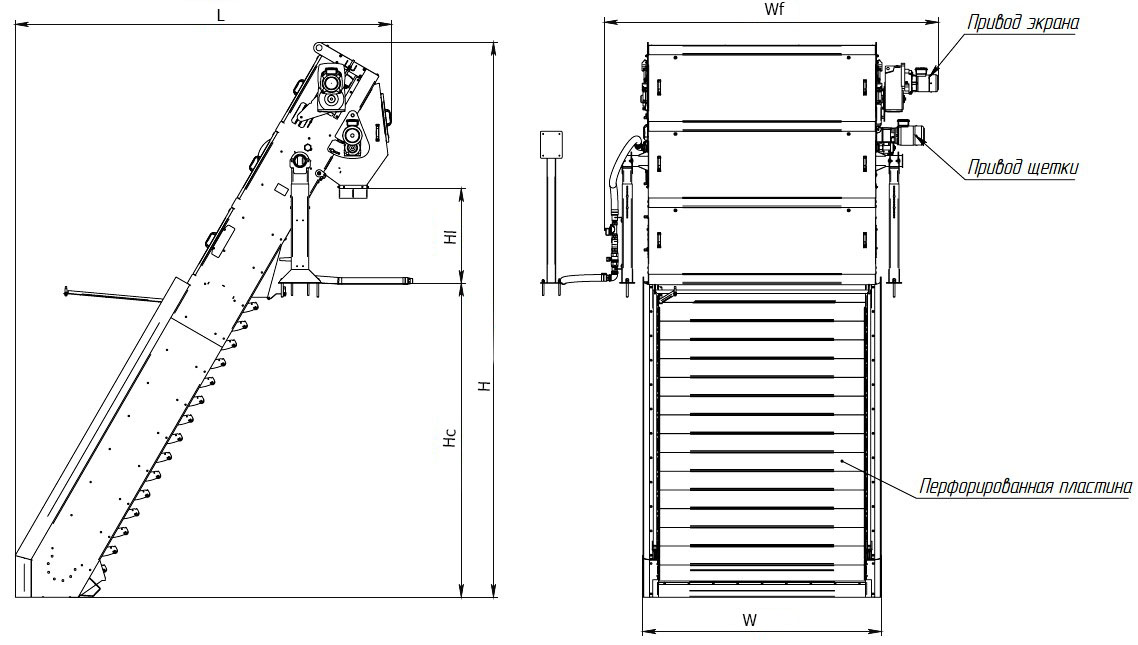 L
Wf
Привод экрана
Привод щетки
Hl
H
Hc
Перфорированная пластина
W